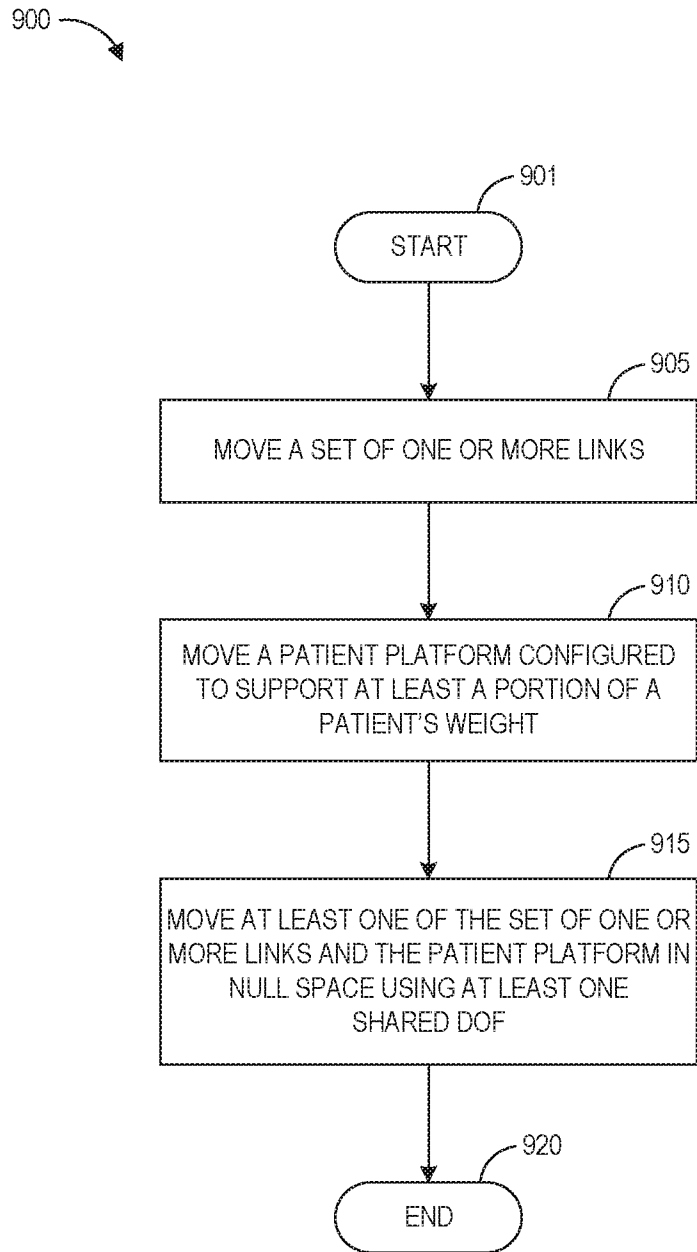 900
901
START
905
MOVE A SET OF ONE OR MORE LINKS
910
MOVE A PATIENT PLATFORM CONFIGURED
TO SUPPORT AT LEAST A PORTION OF A
PATIENT'S WEIGHT
915
MOVE AT LEAST ONE OF THE SET OF ONE OR
MORE LINKS AND THE PATIENT PLATFORM IN
NULL SPACE USING AT LEAST ONE
SHARED DOF
920
END